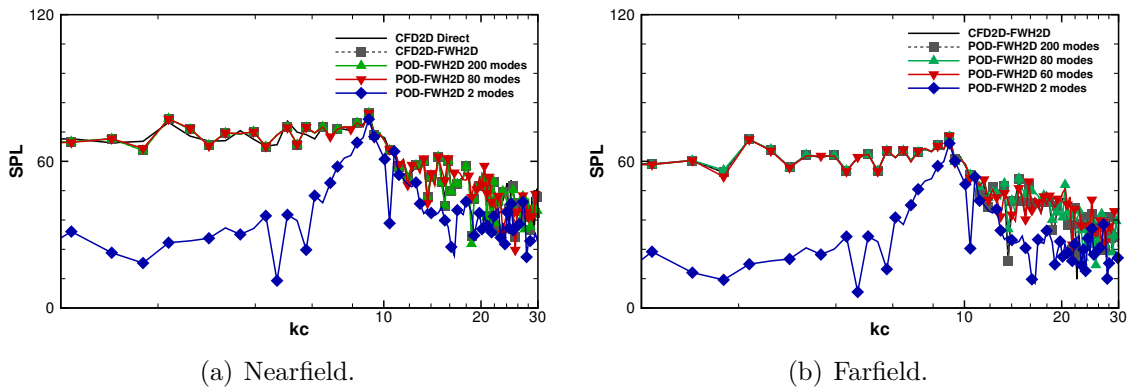 120
CFD2D Direct
CFD2D-FWH2D
POD-FWH2D 200 modes
POD-FWH2D 80 modes
POD-FWH2D 2 modes
SPL
60
0
kc
10
20
30
(a) Nearfield.
120
CFD2D-FWH2D
POD-FWH2D 200 modes
POD-FWH2D 80 modes
POD-FWH2D 60 modes
POD-FWH2D 2 modes
SPL
60
0
kc
10
20
30
(b) Farfield.